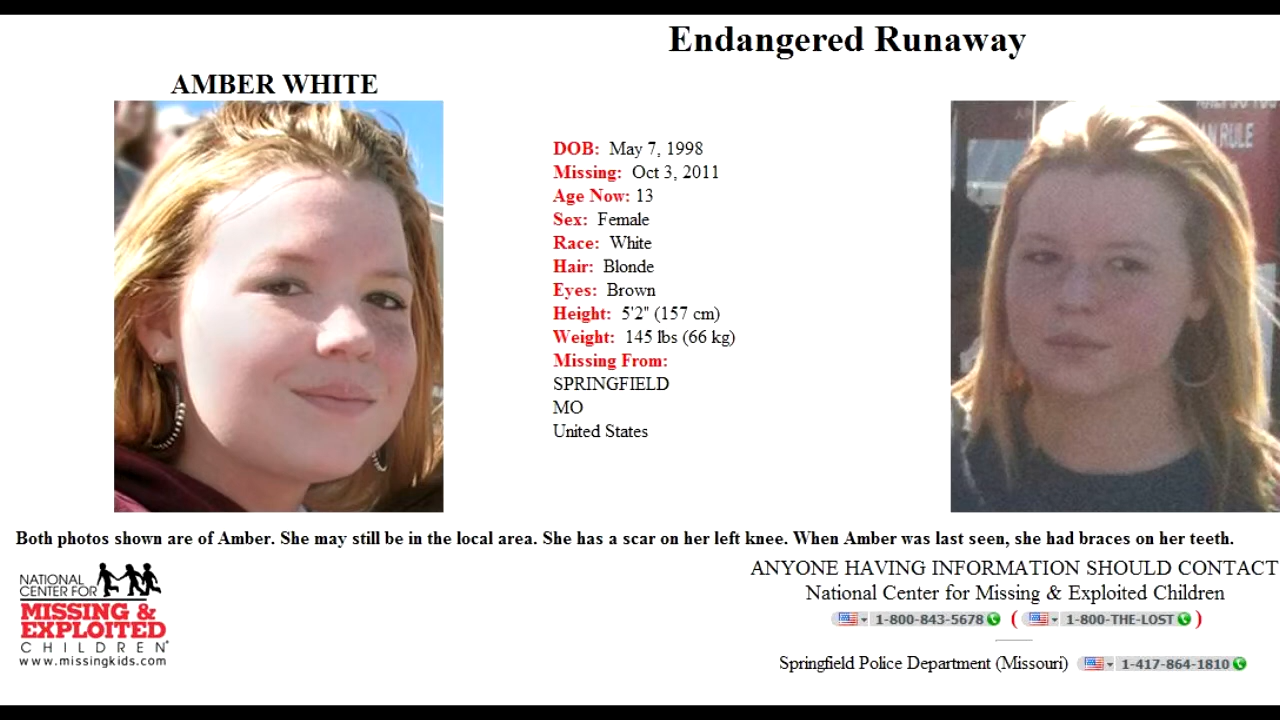 Endangered Runaway
AMBER WHITE
DOB: May 7, 1998
Missing: Oct 3, 2011
Age Now: 13
Sex: Female
Race: White
Hair: Blonde
Eyes: Brown
Height: 5'2" (157 cm)
Weight: 145 lbs (66 kg)
Missing From:
SPRINGFIELD
MO
United States
AN RULE
Both photos shown are of Amber. She may still be in the local area. She has a scar on her left knee. When Amber was last seen, she had braces on her teeth.
NATIONAL
CENTER FOR
MISSING &
EXPLOITED
CHILDREN®
www.missingkids.com
ANYONE HAVING INFORMATION SHOULD CONTACT
National Center for Missing & Exploited Children
1-800-843-5678 ( 1-800-THE-LOST )
Springfield Police Department (Missouri) 1-417-864-1810